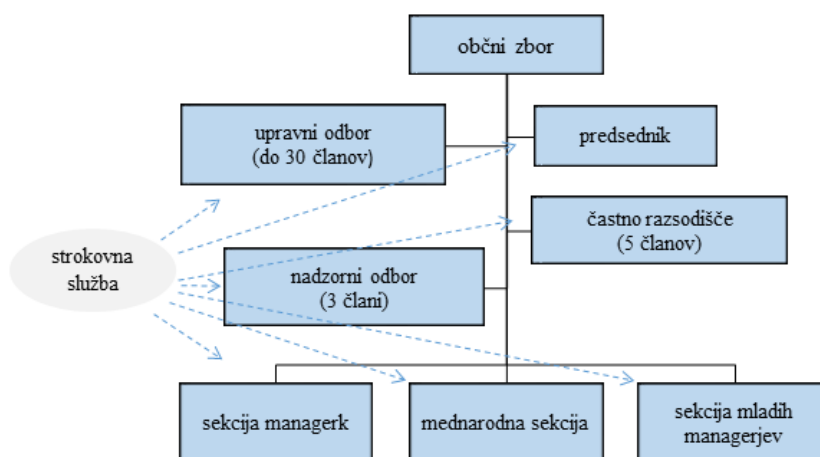 občni zbor
upravni odbor
(do 30 članov)
predsednik
častno razsodišče
(5 članov)
strokovna
služba
nadzorni odbor
(3 člani)
sekcija managerk
mednarodna sekcija
sekcija mladih
managerjev